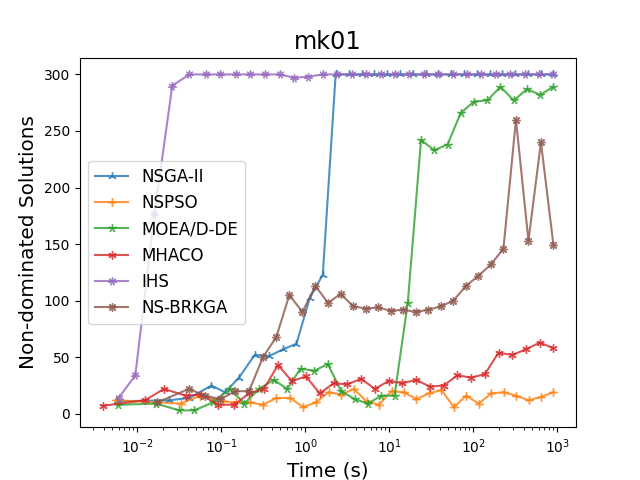 mk01
Non-dominated Solutions
300
250
200
150
100
50
0
NSGA-II
NSPSO
MOEA/D-DE
MHACO
IHS
NS-BRKGA
10⁻² 10⁻¹ 10⁰ 10¹ 10² 10³
Time (s)